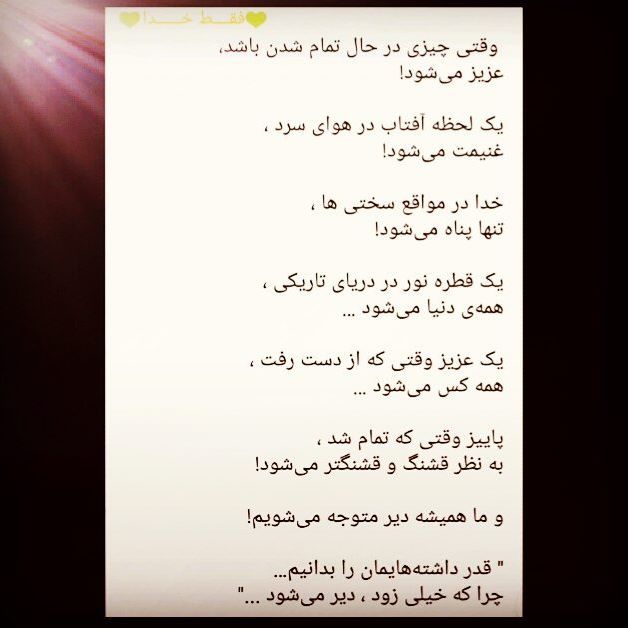 💛فقـــط خـــدا💛
وقتی چیزی در حال تمام شدن باشد،
عزیز می‌شود!
یک لحظه آفتاب در هوای سرد ،
غنیمت می‌شود!
خدا در مواقع سختی ها ،
تنها پناه می‌شود!
یک قطره نور در دریای تاریکی ،
همه‌ی دنیا می‌شود ...
یک عزیز وقتی که از دست رفت ،
همه کس می‌شود ...
پاییز وقتی که تمام شد ،
به نظر قشنگ و قشنگتر می‌شود!
و ما همیشه دیر متوجه می‌شویم!
" قدر داشته‌هایمان را بدانیم...
چرا که خیلی زود ، دیر می‌شود ..."